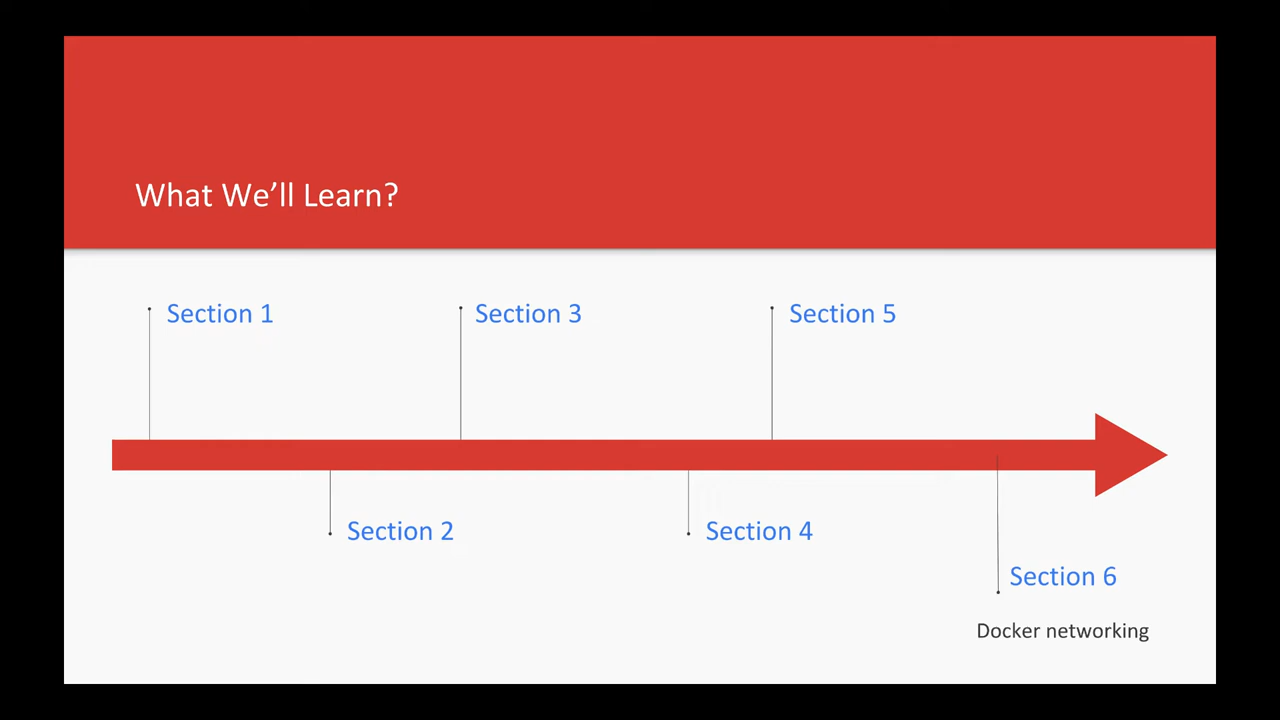 What We’ll Learn?
Section 1
Section 3
Section 5
Section 2
Section 4
Section 6
Docker networking